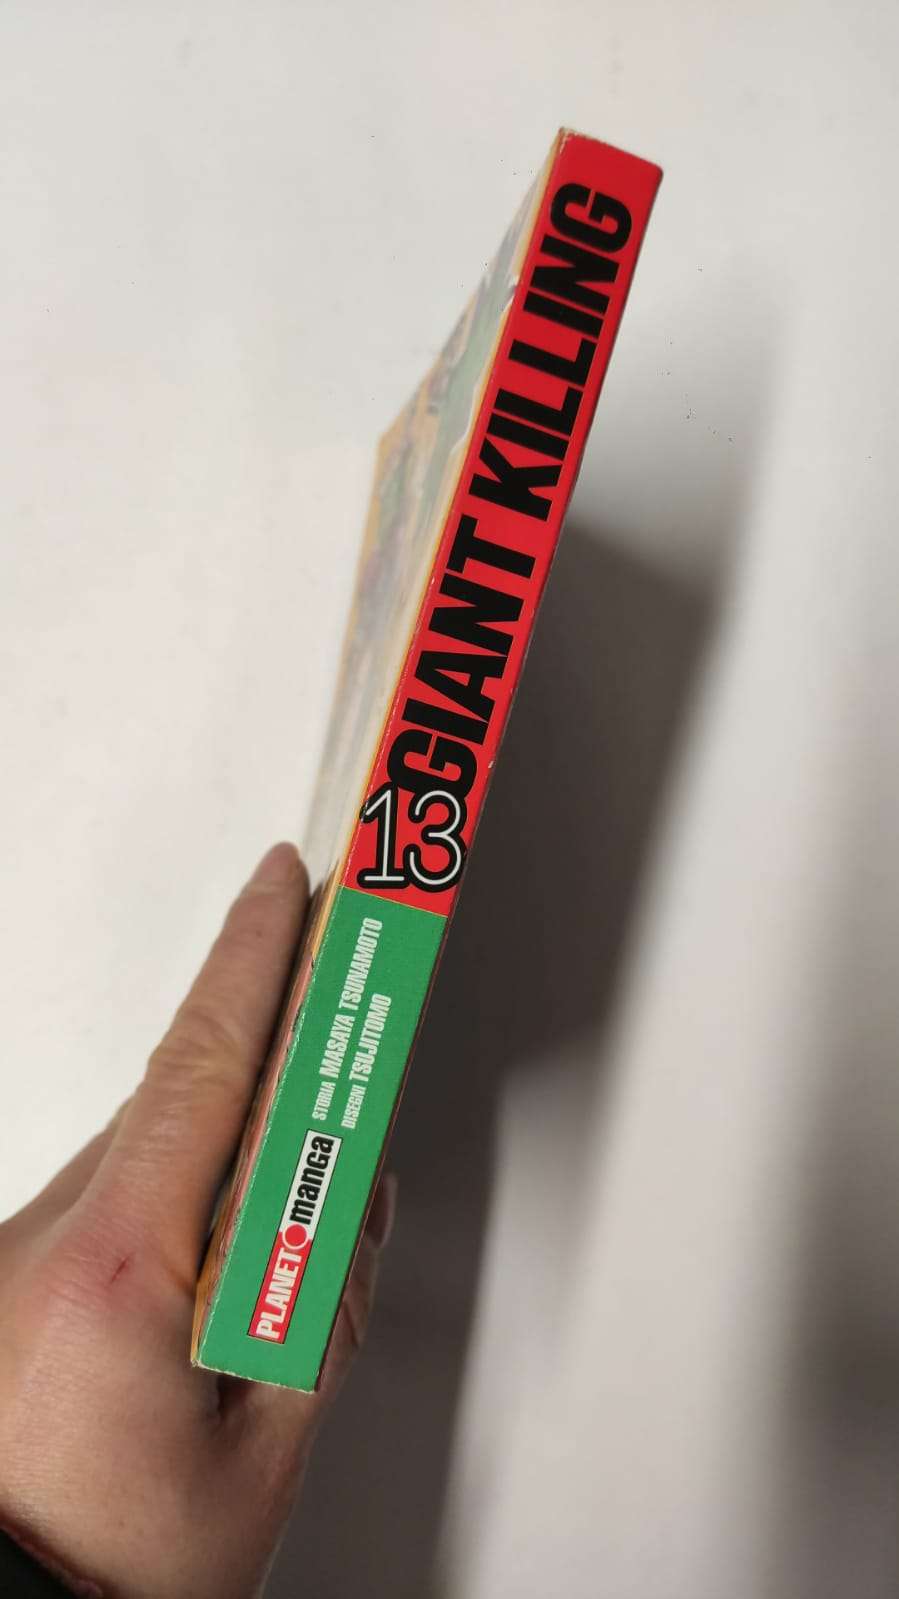 GIANT KILLING
13
STORIA MASAYA TSUNAMOTO
DISEGNI TSUJITOMO
PLANET manga